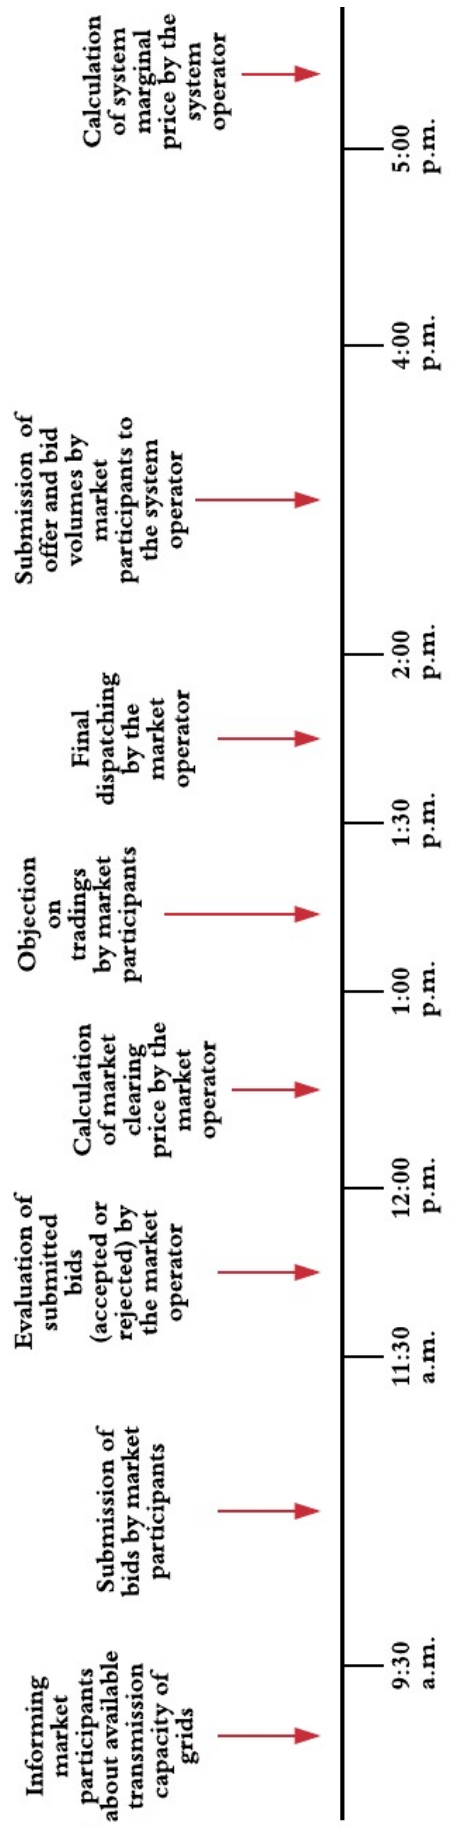 Informing
market
participants
about available
transmission
capacity of
grids
Submission of
bids by market
participants
Evaluation of
submitted
bids
(accepted or
rejected) by
the market
operator
Calculation
of market
clearing
price by the
market
operator
Objection
on
tradings
by market
participants
Final
dispatching
by the
market
operator
Submission of
offer and bid
volumes by
market
participants to
the system
operator
Calculation
of system
marginal
price by the
system
operator
9:30
a.m.
11:30
a.m.
12:00
p.m.
1:00
p.m.
1:30
p.m.
2:00
p.m.
4:00
p.m.
5:00
p.m.